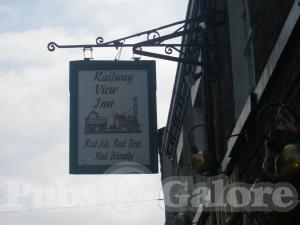 Railway
View
Inn
Real Ale, Real Fires
Real Friendly
Pubs Galore